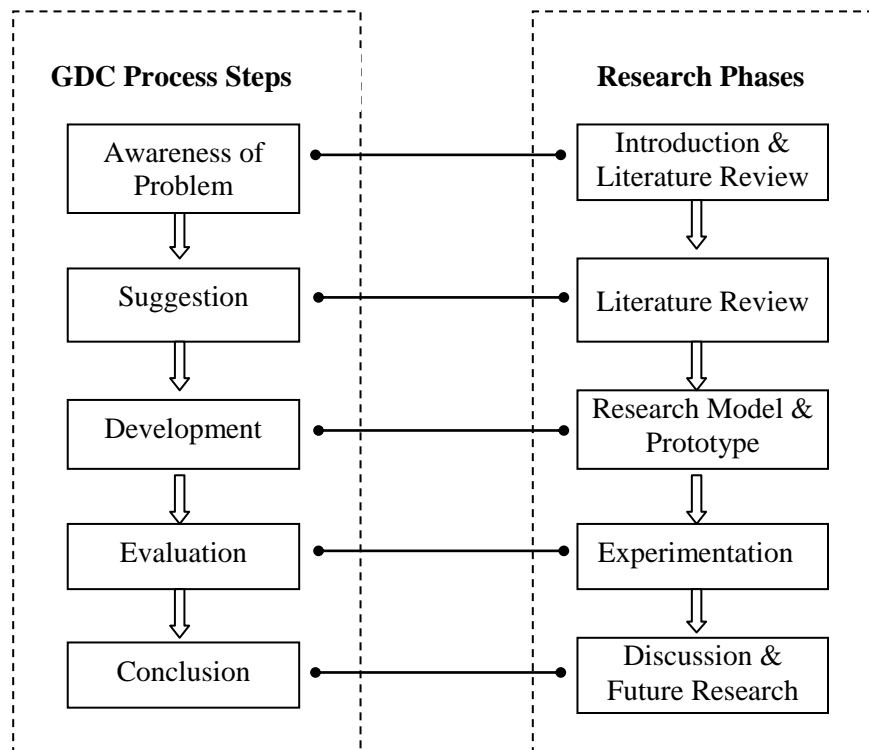 GDC Process Steps
Awareness of
Problem
Suggestion
Development
Evaluation
Conclusion
Research Phases
Introduction &
Literature Review
Literature Review
Research Model &
Prototype
Experimentation
Discussion &
Future Research